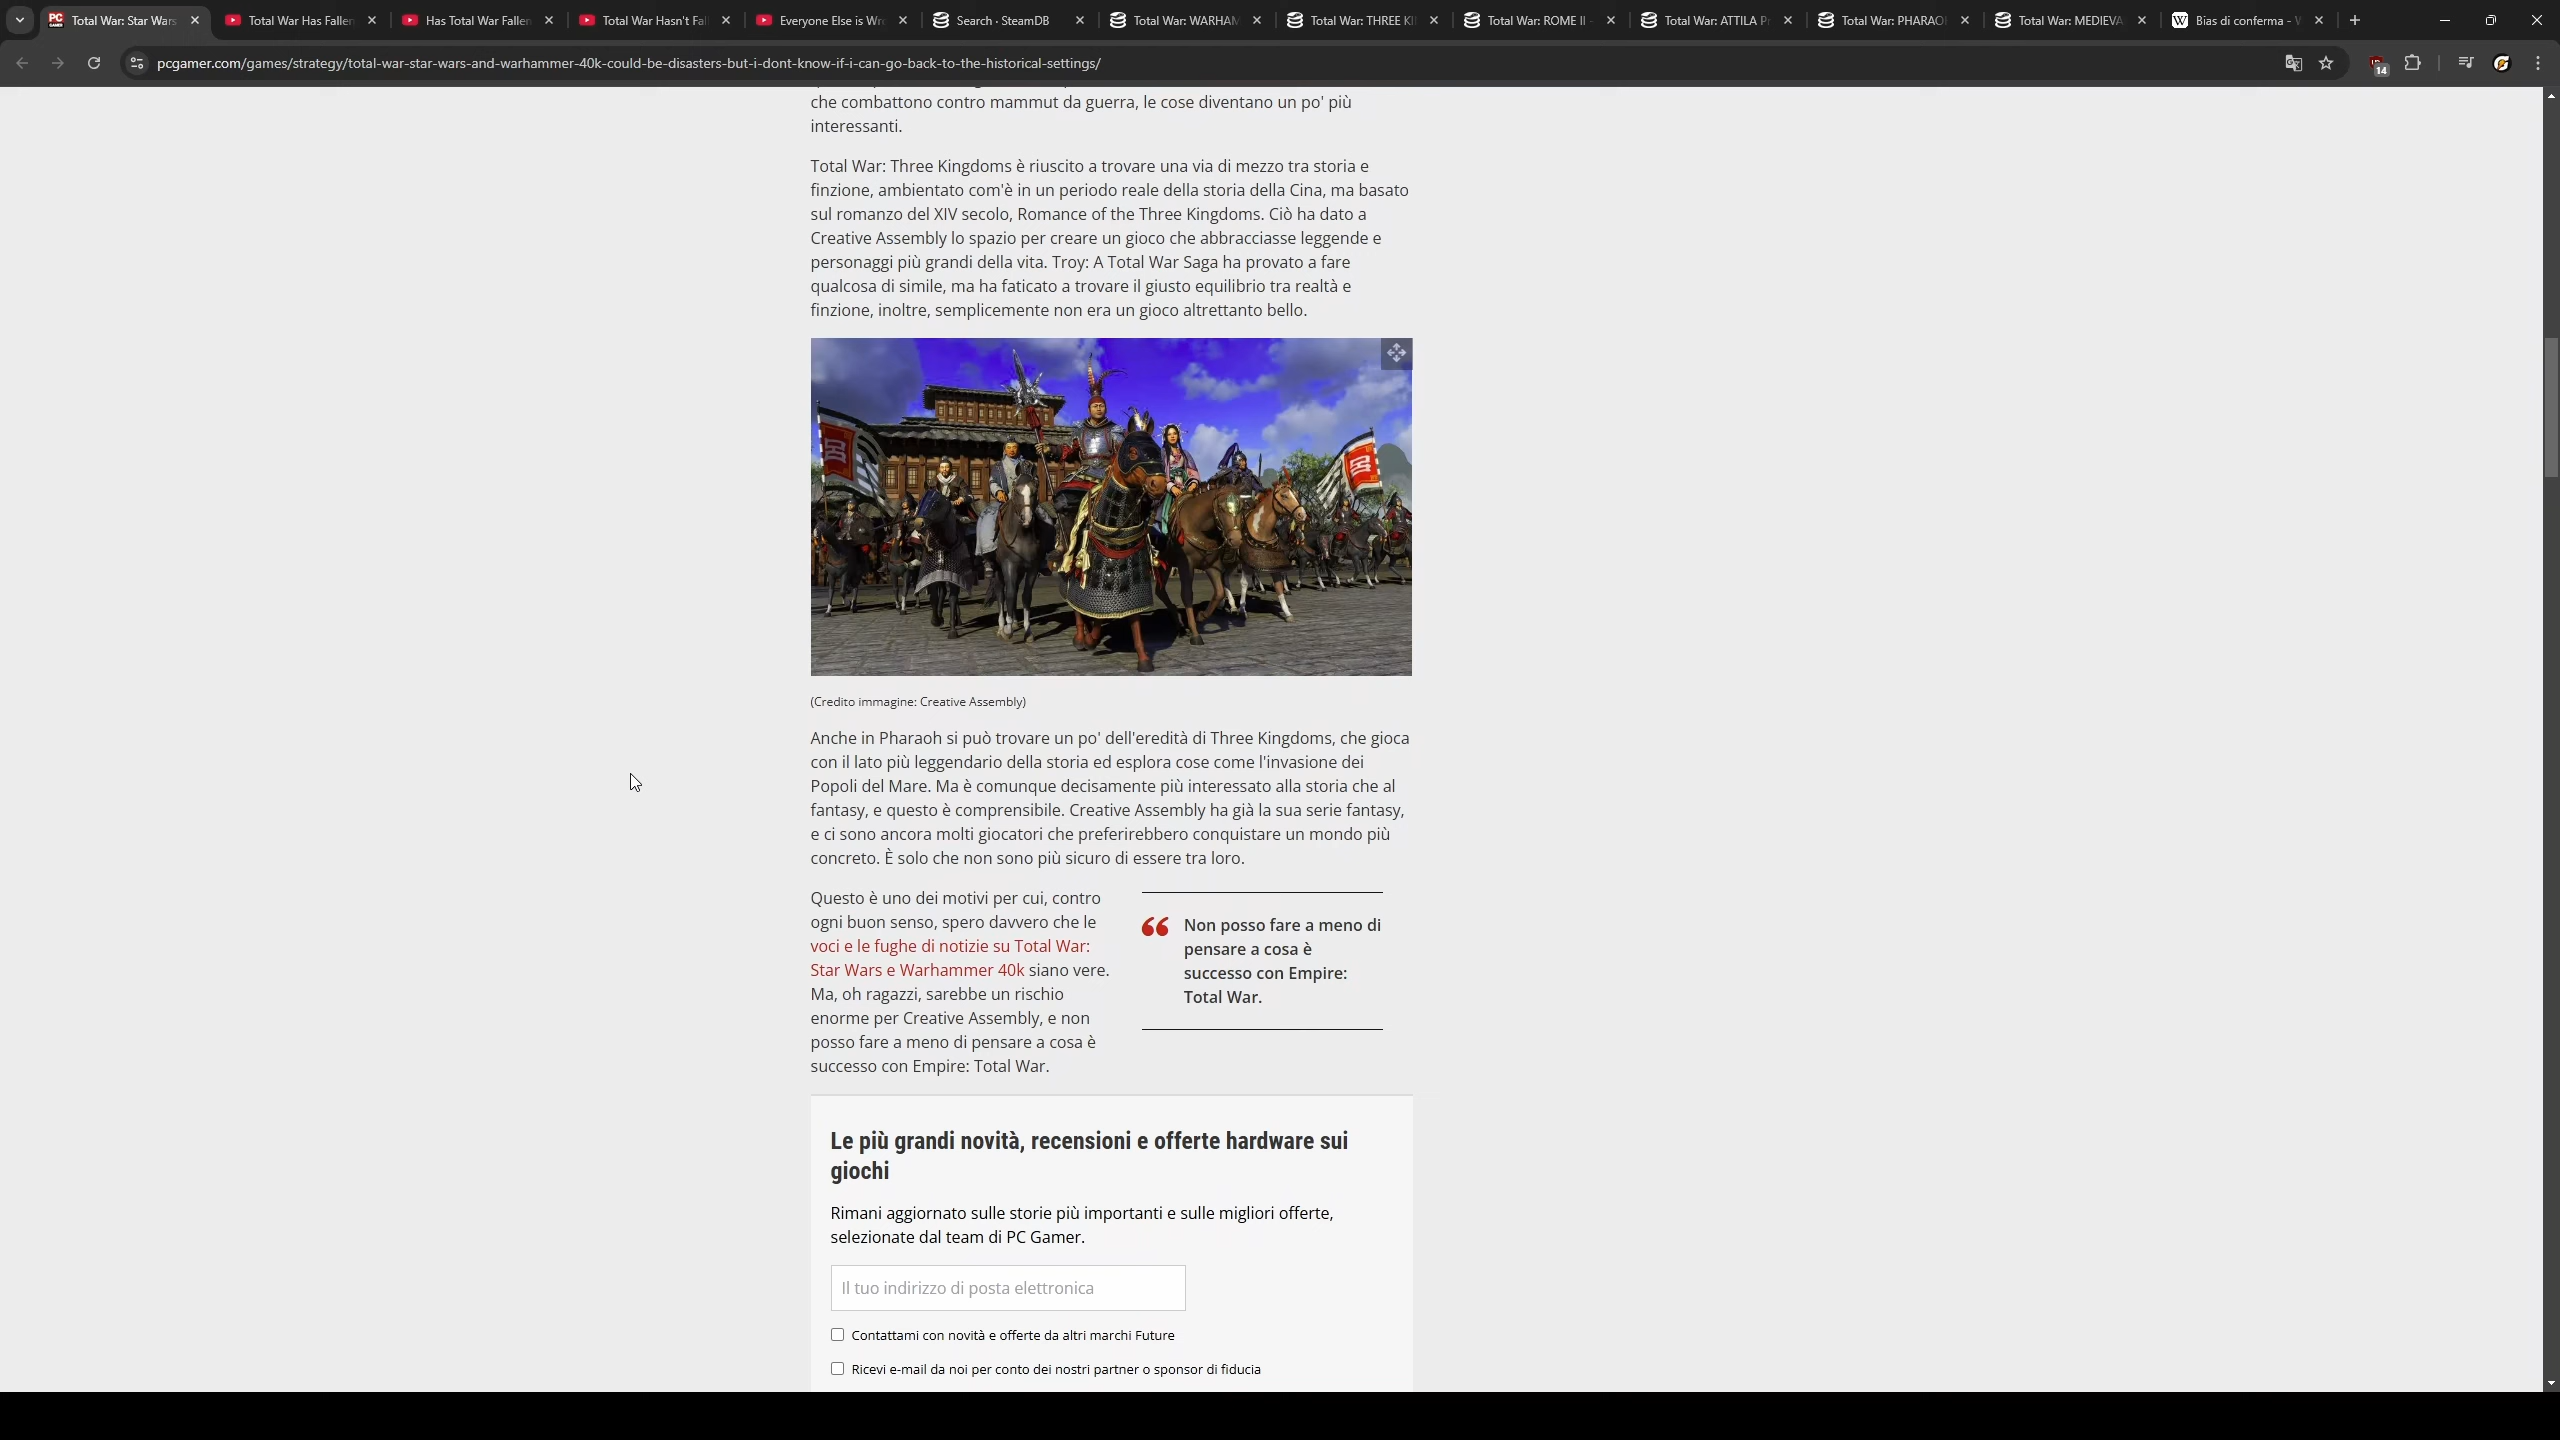 Total War: Star Wars
Total War Has Fallen
Has Total War Fallen
Total War Hasn't Fal
Everyone Else is Wr
Search · SteamDB
Total War: WARHAM
Total War: THREE KI
Total War: ROME II -
Total War: ATTILA P
Total War: PHARAO
Total War: MEDIEVA
Bias di conferma - W
pcgamer.com/games/strategy/total-war-star-wars-and-warhammer-40k-could-be-disasters-but-i-dont-know-if-i-can-go-back-to-the-historical-settings/
14
che combattono contro mammut da guerra, le cose diventano un po' più
interessanti.
Total War: Three Kingdoms è riuscito a trovare una via di mezzo tra storia e
finzione, ambientato com'è in un periodo reale della storia della Cina, ma basato
sul romanzo del XIV secolo, Romance of the Three Kingdoms. Ciò ha dato a
Creative Assembly lo spazio per creare un gioco che abbracciasse leggende e
personaggi più grandi della vita. Troy: A Total War Saga ha provato a fare
qualcosa di simile, ma ha faticato a trovare il giusto equilibrio tra realtà e
finzione, inoltre, semplicemente non era un gioco altrettanto bello.
(Credito immagine: Creative Assembly)
Anche in Pharaoh si può trovare un po' dell'eredità di Three Kingdoms, che gioca
con il lato più leggendario della storia ed esplora cose come l'invasione dei
Popoli del Mare. Ma è comunque decisamente più interessato alla storia che al
fantasy, e questo è comprensibile. Creative Assembly ha già la sua serie fantasy,
e ci sono ancora molti giocatori che preferirebbero conquistare un mondo più
concreto. È solo che non sono più sicuro di essere tra loro.
Questo è uno dei motivi per cui, contro
ogni buon senso, spero davvero che le
voci e le fughe di notizie su Total War:
Star Wars e Warhammer 40k siano vere.
Ma, oh ragazzi, sarebbe un rischio
enorme per Creative Assembly, e non
posso fare a meno di pensare a cosa è
successo con Empire: Total War.
Non posso fare a meno di
pensare a cosa è
successo con Empire:
Total War.
Le più grandi novità, recensioni e offerte hardware sui
giochi
Rimani aggiornato sulle storie più importanti e sulle migliori offerte,
selezionate dal team di PC Gamer.
Il tuo indirizzo di posta elettronica
Contattami con novità e offerte da altri marchi Future
Ricevi e-mail da noi per conto dei nostri partner o sponsor di fiducia